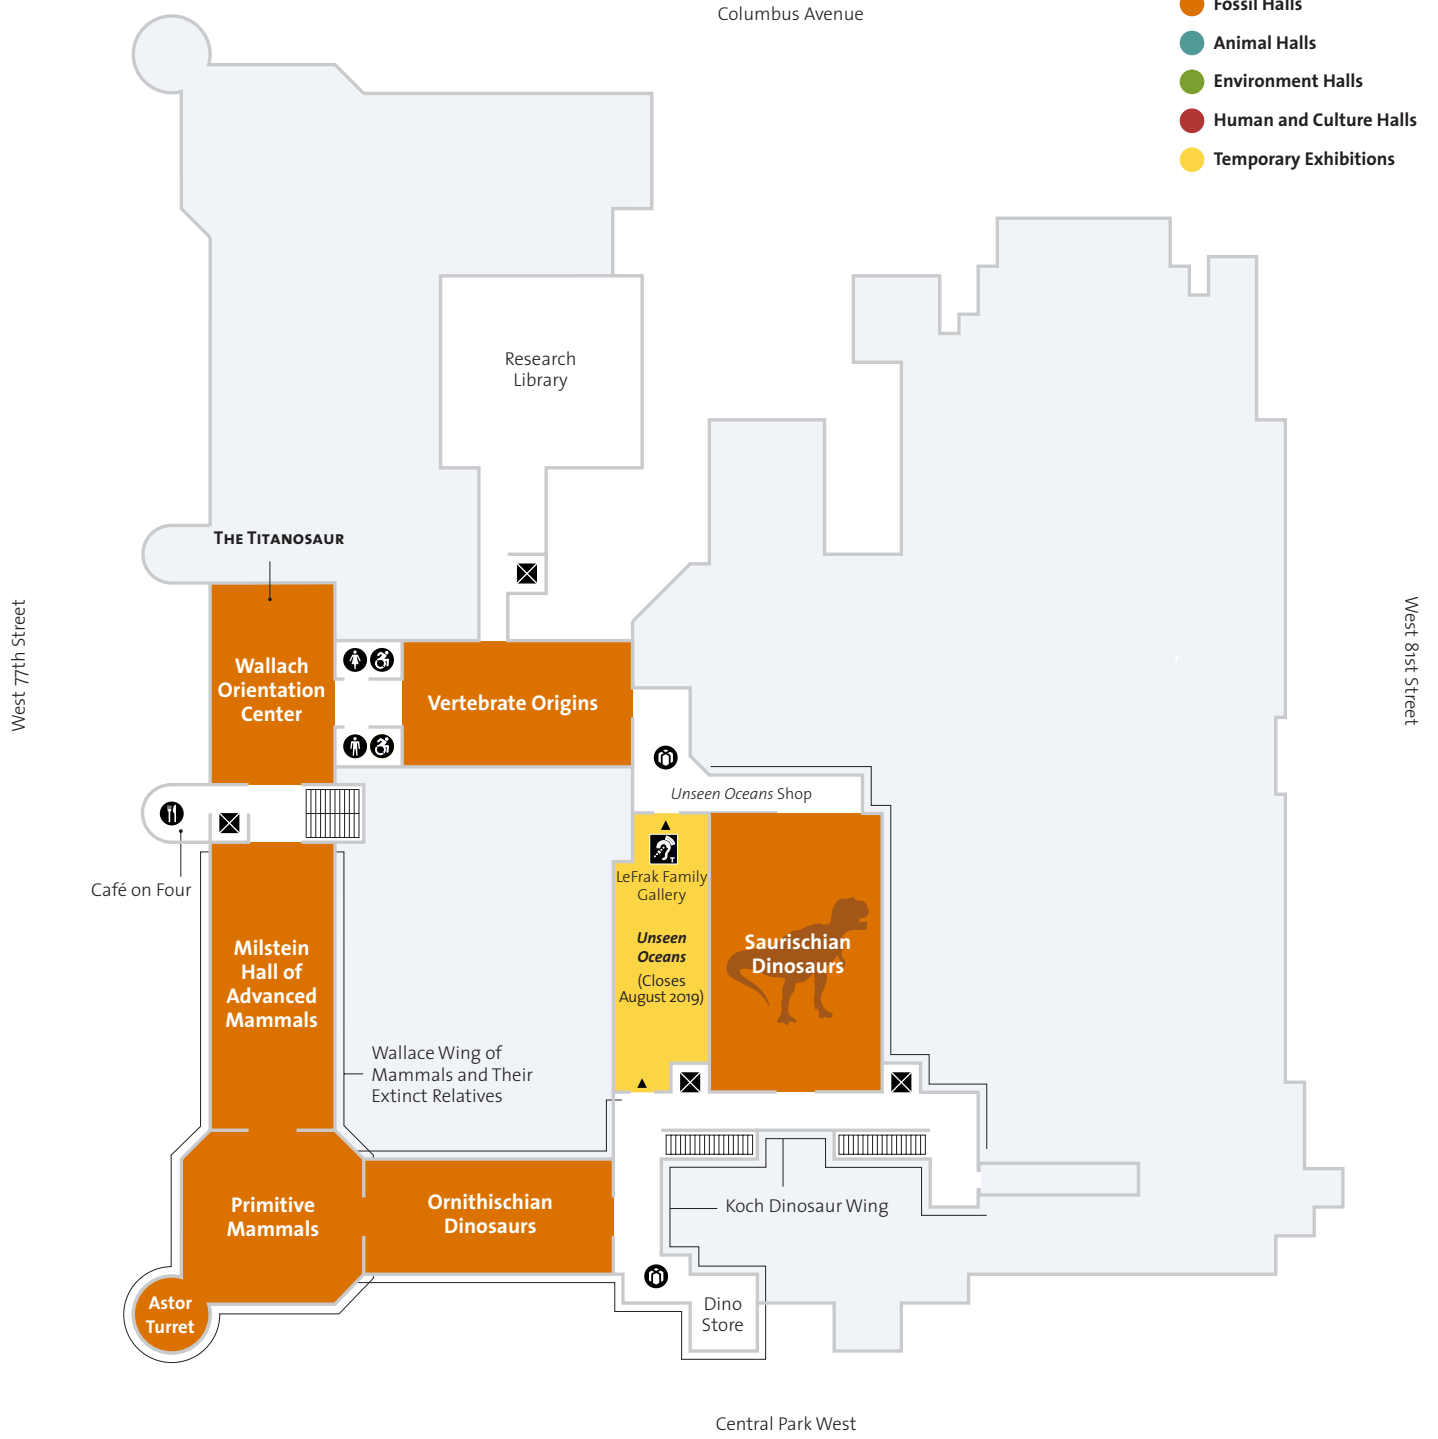 Columbus Avenue
Fossil Halls
Animal Halls
Environment Halls
Human and Culture Halls
Temporary Exhibitions
Research
Library
THE TITANOSAUR
West 77th Street
West 81st Street
Wallach
Orientation
Center
Vertebrate Origins
Unseen Oceans Shop
Café on Four
LeFrak Family
Gallery
Unseen
Oceans
(Closes
August 2019)
Saurischian
Dinosaurs
Milstein
Hall of
Advanced
Mammals
Wallace Wing of
Mammals and Their
Extinct Relatives
Primitive
Mammals
Ornithischian
Dinosaurs
Koch Dinosaur Wing
Astor
Turret
Dino
Store
Central Park West